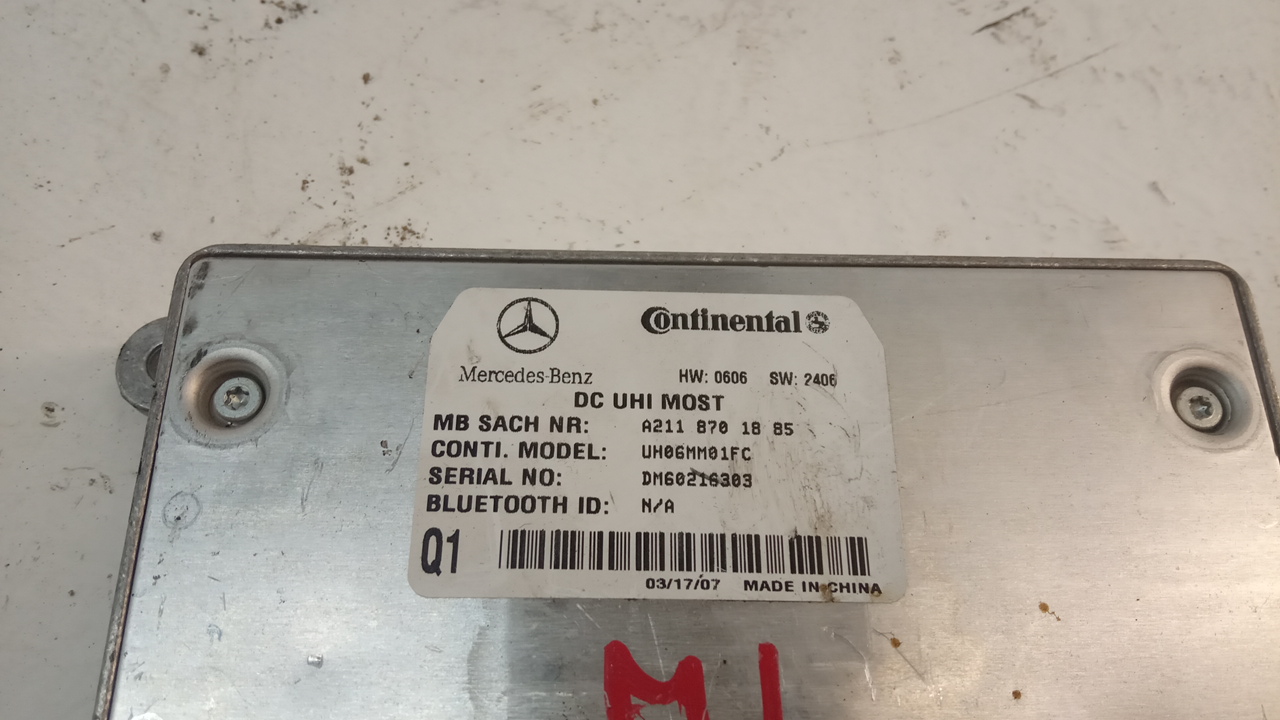 Continental
Mercedes-Benz
HW: 0606 SW: 2406
DC UHI MOST
MB SACH NR: A211 870 18 85
CONTI. MODEL: UH06MM01FC
SERIAL NO: DM60216303
BLUETOOTH ID: N/A
Q1
03/17/07 MADE IN CHINA